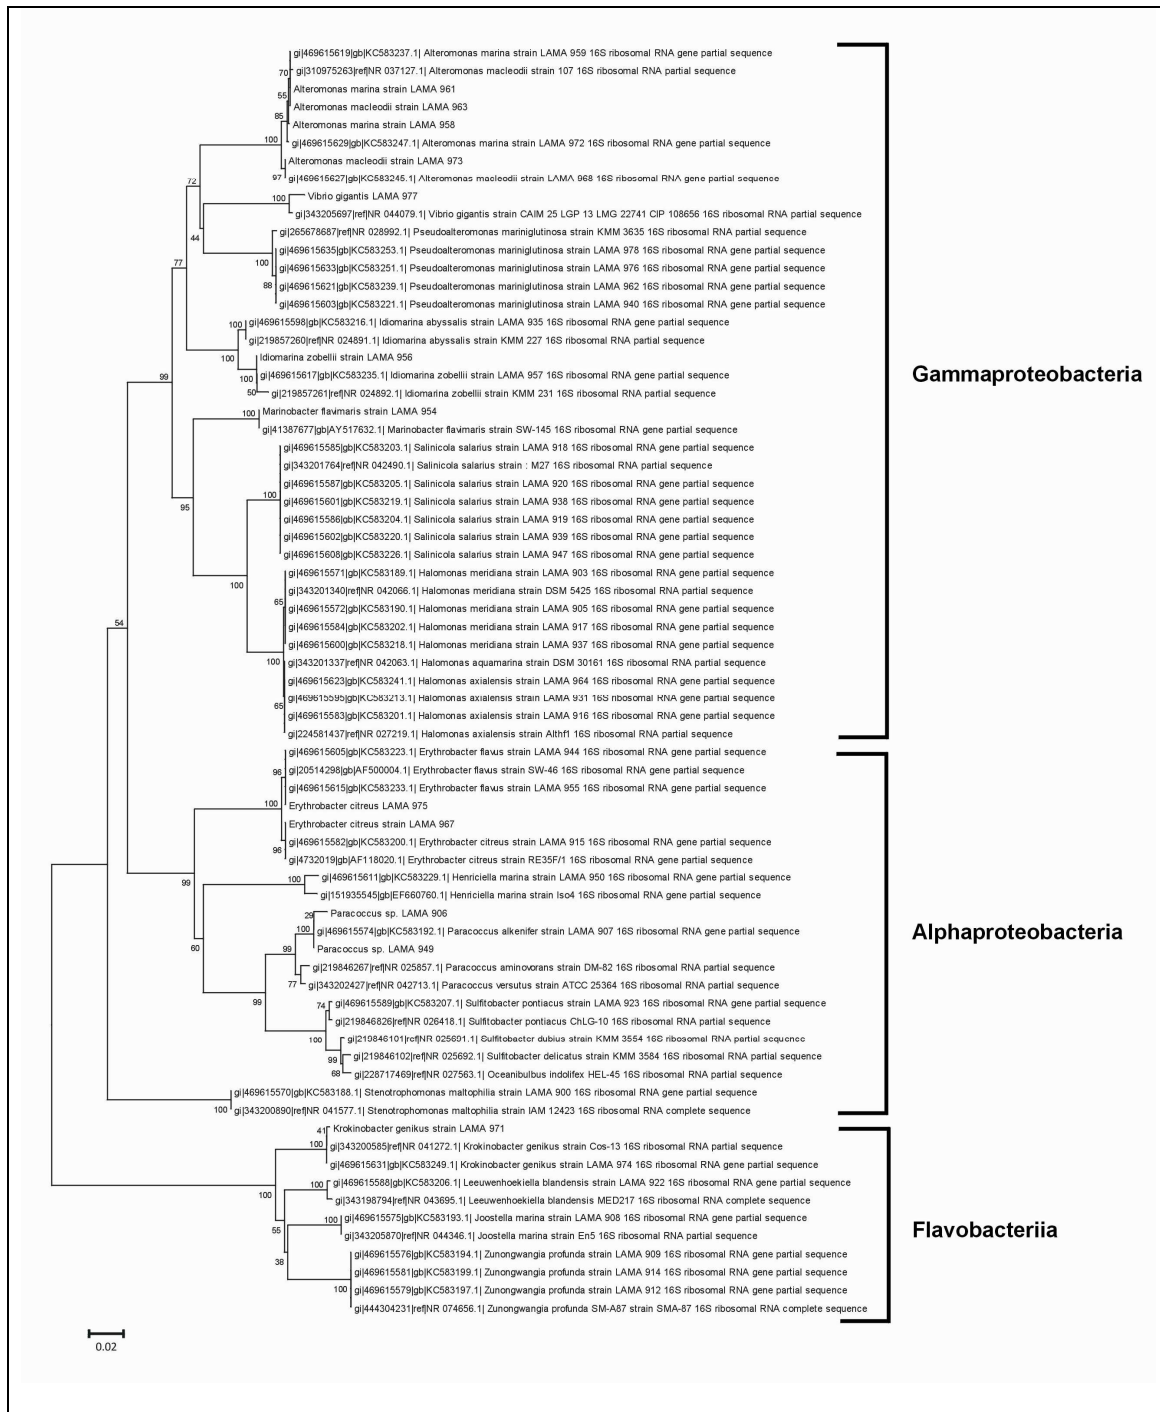 gi|469615619|gb|KC583237.1| Alteromonas marina strain LAMA 959 16S ribosomal RNA gene partial sequence
70
gi|310975263|ref|NR 037127.1| Alteromonas macleodii strain 107 16S ribosomal RNA partial sequence
55
Alteromonas marina strain LAMA 961
Alteromonas macleodii strain LAMA 963
85
Alteromonas marina strain LAMA 958
100
gi|469615629|gb|KC583247.1| Alteromonas marina strain LAMA 972 16S ribosomal RNA gene partial sequence
Alteromonas macleodii strain LAMA 973
97
gi|469615627|gb|KC583245.1| Alteromonas macleodii strain LAMA 968 16S ribosomal RNA gene partial sequence
72
100
Vibrio gigantis LAMA 977
gi|343205697|ref|NR 044079.1| Vibrio gigantis strain CAIM 25 LGP 13 LMG 22741 CIP 108656 16S ribosomal RNA partial sequence
44
gi|265678687|ref|NR 028992.1| Pseudoalteromonas mariniglutinosa strain KMM 3635 16S ribosomal RNA partial sequence
gi|469615635|gb|KC583253.1| Pseudoalteromonas mariniglutinosa strain LAMA 978 16S ribosomal RNA gene partial sequence
77
100
gi|469615633|gb|KC583251.1| Pseudoalteromonas mariniglutinosa strain LAMA 976 16S ribosomal RNA gene partial sequence
88
gi|469615621|gb|KC583239.1| Pseudoalteromonas mariniglutinosa strain LAMA 962 16S ribosomal RNA gene partial sequence
gi|469615603|gb|KC583221.1| Pseudoalteromonas mariniglutinosa strain LAMA 940 16S ribosomal RNA gene partial sequence
100
gi|469615598|gb|KC583216.1| Idiomarina abyssalis strain LAMA 935 16S ribosomal RNA gene partial sequence
gi|219857260|ref|NR 024891.1| Idiomarina abyssalis strain KMM 227 16S ribosomal RNA partial sequence
100
Idiomarina zobellii strain LAMA 956
100
gi|469615617|gb|KC583235.1| Idiomarina zobellii strain LAMA 957 16S ribosomal RNA gene partial sequence
50
gi|219857261|ref|NR 024892.1| Idiomarina zobellii strain KMM 231 16S ribosomal RNA partial sequence
99
Gammaproteobacteria
100
Marinobacter flavimaris strain LAMA 954
gi|41387677|gb|AY517632.1| Marinobacter flavimaris strain SW-145 16S ribosomal RNA gene partial sequence
gi|469615585|gb|KC583203.1| Salinicola salarius strain LAMA 918 16S ribosomal RNA gene partial sequence
gi|343201764|ref|NR 042490.1| Salinicola salarius strain : M27 16S ribosomal RNA partial sequence
gi|469615587|gb|KC583205.1| Salinicola salarius strain LAMA 920 16S ribosomal RNA gene partial sequence
100
gi|469615601|gb|KC583219.1| Salinicola salarius strain LAMA 938 16S ribosomal RNA gene partial sequence
95
gi|469615586|gb|KC583204.1| Salinicola salarius strain LAMA 919 16S ribosomal RNA gene partial sequence
gi|469615602|gb|KC583220.1| Salinicola salarius strain LAMA 939 16S ribosomal RNA gene partial sequence
gi|469615608|gb|KC583226.1| Salinicola salarius strain LAMA 947 16S ribosomal RNA gene partial sequence
gi|469615571|gb|KC583189.1| Halomonas meridiana strain LAMA 903 16S ribosomal RNA gene partial sequence
100
gi|343201340|ref|NR 042066.1| Halomonas meridiana strain DSM 5425 16S ribosomal RNA partial sequence
65
gi|469615572|gb|KC583190.1| Halomonas meridiana strain LAMA 905 16S ribosomal RNA gene partial sequence
54
gi|469615584|gb|KC583202.1| Halomonas meridiana strain LAMA 917 16S ribosomal RNA gene partial sequence
gi|469615600|gb|KC583218.1| Halomonas meridiana strain LAMA 937 16S ribosomal RNA gene partial sequence
100
gi|343201337|ref|NR 042063.1| Halomonas aquamarina strain DSM 30161 16S ribosomal RNA partial sequence
gi|469615623|gb|KC583241.1| Halomonas axialensis strain LAMA 964 16S ribosomal RNA gene partial sequence
gi|469615595|gb|KC583213.1| Halomonas axialensis strain LAMA 931 16S ribosomal RNA gene partial sequence
65
gi|469615583|gb|KC583201.1| Halomonas axialensis strain LAMA 916 16S ribosomal RNA gene partial sequence
gi|224581437|ref|NR 027219.1| Halomonas axialensis Althf1 16S ribosomal RNA partial sequence
gi|469615605|gb|KC583223.1| Erythrobacter flavus strain LAMA 944 16S ribosomal RNA gene partial sequence
96
gi|20514298|gb|AF500004.1| Erythrobacter flavus strain SW-46 16S ribosomal RNA gene partial sequence
gi|469615615|gb|KC583233.1| Erythrobacter flavus strain LAMA 955 16S ribosomal RNA gene partial sequence
100
Erythrobacter citreus LAMA 975
Erythrobacter citreus strain LAMA 967
gi|469615582|gb|KC583200.1| Erythrobacter citreus strain LAMA 915 16S ribosomal RNA gene partial sequence
96
gi|4732019|gb|AF118020.1| Erythrobacter citreus strain RE35F/1 16S ribosomal RNA gene partial sequence
99
100
gi|469615611|gb|KC583229.1| Henriciella marina strain LAMA 950 16S ribosomal RNA gene partial sequence
gi|151935545|gb|EF660760.1| Henriciella marina strain Iso4 16S ribosomal RNA gene partial sequence
29
Paracoccus sp. LAMA 906
100
gi|469615574|gb|KC583192.1| Paracoccus alkenifer strain LAMA 907 16S ribosomal RNA gene partial sequence
Alphaproteobacteria
60
99
Paracoccus sp. LAMA 949
gi|219846267|ref|NR 025857.1| Paracoccus aminovorans strain DM-82 16S ribosomal RNA partial sequence
77
gi|343202427|ref|NR 042713.1| Paracoccus versutus strain ATCC 25364 16S ribosomal RNA partial sequence
99
74
gi|469615589|gb|KC583207.1| Sulfitobacter pontiacus strain LAMA 923 16S ribosomal RNA gene partial sequence
gi|219846826|ref|NR 026418.1| Sulfitobacter pontiacus ChLG-10 16S ribosomal RNA partial sequence
100
gi|219846101|ref|NR 025691.1| Sulfitobacter dubius strain KMM 3554 16S ribosomal RNA partial sequence
99
gi|219846102|ref|NR 025692.1| Sulfitobacter delicatus strain KMM 3584 16S ribosomal RNA partial sequence
68
gi|228717469|ref|NR 027563.1| Oceanibulbus indolifex HEL-45 16S ribosomal RNA partial sequence
gi|469615570|gb|KC583188.1| Stenotrophomonas maltophilia strain LAMA 900 16S ribosomal RNA gene partial sequence
100
gi|343200890|ref|NR 041577.1| Stenotrophomonas maltophilia strain IAM 12423 16S ribosomal RNA complete sequence
41
Krokinobacter genikus strain LAMA 971
100
gi|343200585|ref|NR 041272.1| Krokinobacter genikus strain Cos-13 16S ribosomal RNA partial sequence
gi|469615631|gb|KC583249.1| Krokinobacter genikus strain LAMA 974 16S ribosomal RNA gene partial sequence
100
100
gi|469615588|gb|KC583206.1| Leeuwenhoekiella blandensis strain LAMA 922 16S ribosomal RNA gene partial sequence
gi|343198794|ref|NR 043695.1| Leeuwenhoekiella blandensis MED217 16S ribosomal RNA complete sequence
55
100
gi|469615575|gb|KC583193.1| Joostella marina strain LAMA 908 16S ribosomal RNA gene partial sequence
Flavobacteriia
gi|343205870|ref|NR 044346.1| Joostella marina strain En5 16S ribosomal RNA partial sequence
38
gi|469615576|gb|KC583194.1| Zunongwangia profunda strain LAMA 909 16S ribosomal RNA gene partial sequence
gi|469615581|gb|KC583199.1| Zunongwangia profunda strain LAMA 914 16S ribosomal RNA gene partial sequence
100
gi|469615579|gb|KC583197.1| Zunongwangia profunda strain LAMA 912 16S ribosomal RNA gene partial sequence
gi|444304231|ref|NR 074656.1| Zunongwangia profunda SM-A87 strain SMA-87 16S ribosomal RNA complete sequence
0.02